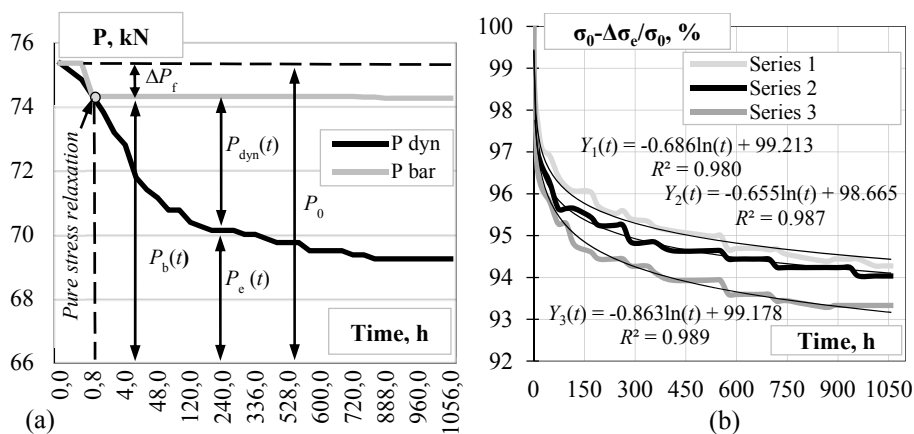 P, kN
76
75
74
72
71
70
69
67
66
ΔPf
Pdyn(t)
P dyn
P bar
P0
Pb(t)
Pe(t)
Pure stress relaxation
Time, h
0,0
0,8
4,0
48,0
120,0
240,0
336,0
528,0
600,0
720,0
888,0
960,0
1056,0
(a)
σ0-Δσe/σ0, %
100
99
98
97
96
95
94
93
92
Series 1
Series 2
Series 3
Y1(t) = -0.686ln(t) + 99.213
R² = 0.980
Y2(t) = -0.655ln(t) + 98.665
R² = 0.987
Y3(t) = -0.863ln(t) + 99.178
R² = 0.989
Time, h
0
150
300
450
600
750
900
1050
(b)